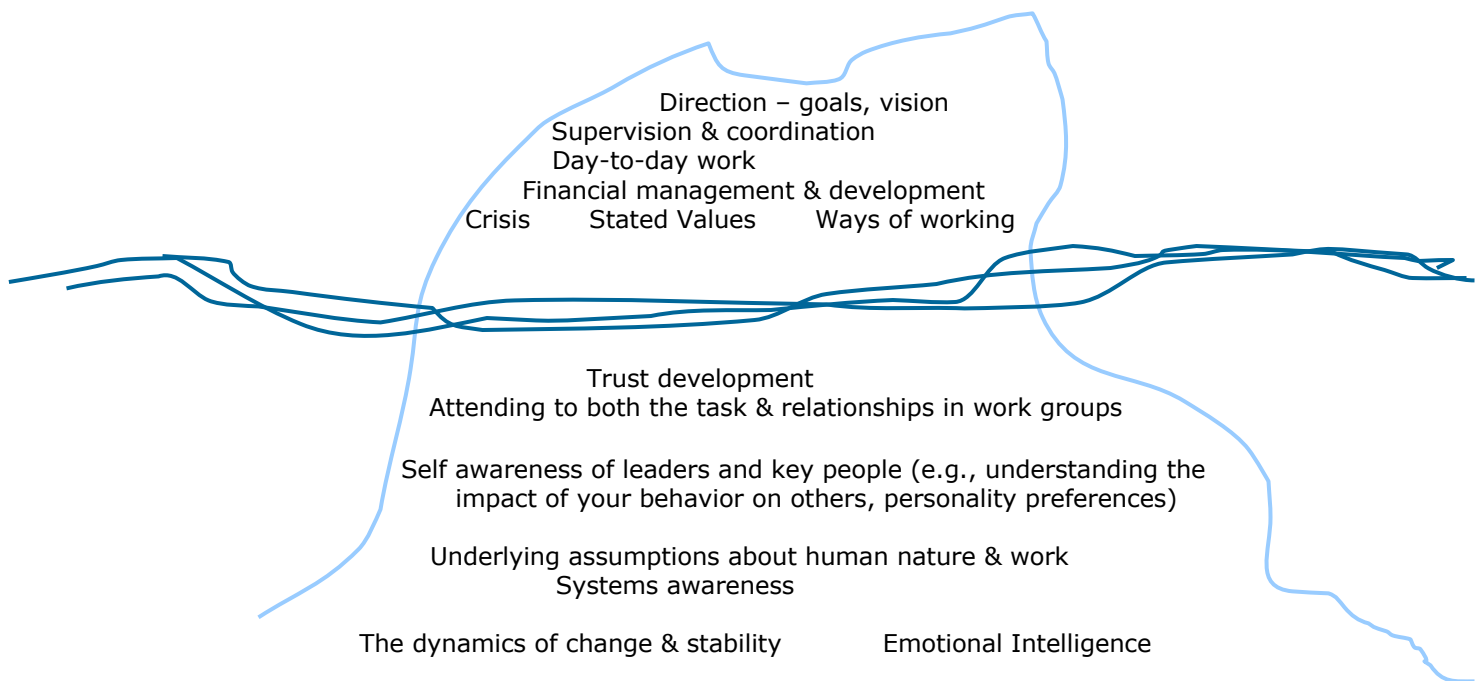 Direction – goals, vision
Supervision & coordination
Day-to-day work
Financial management & development
Crisis Stated Values Ways of working
Trust development
Attending to both the task & relationships in work groups
Self awareness of leaders and key people (e.g., understanding the
impact of your behavior on others, personality preferences)
Underlying assumptions about human nature & work
Systems awareness
The dynamics of change & stability Emotional Intelligence